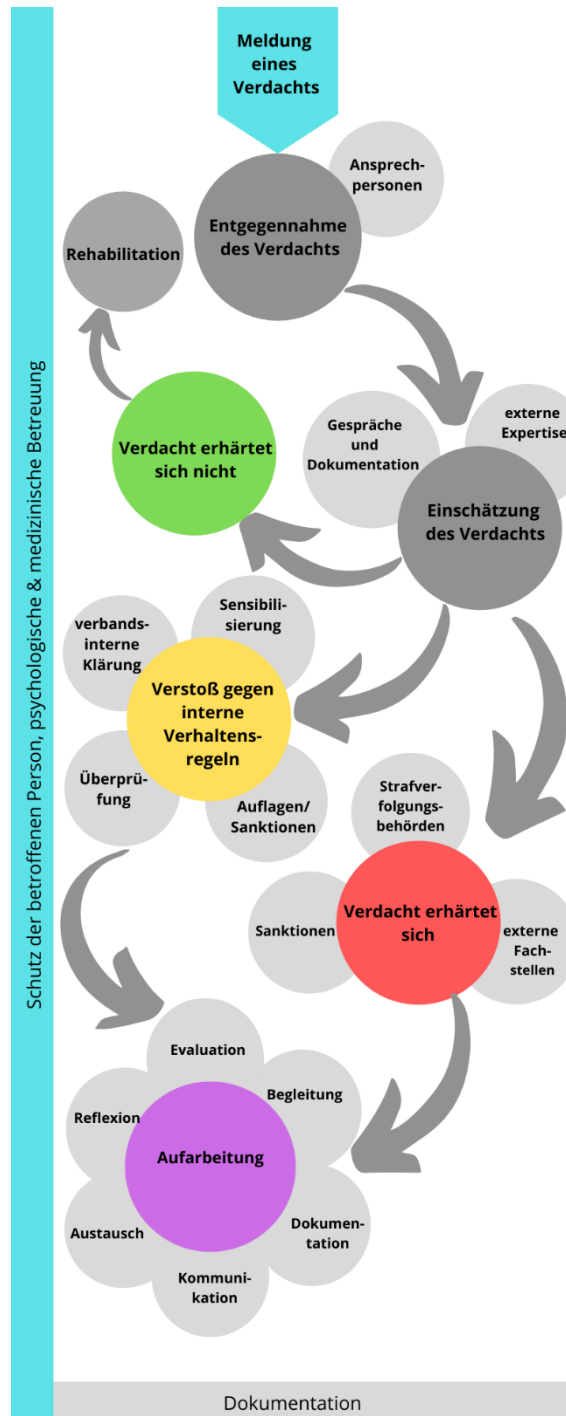 Meldung
eines
Verdachts
Ansprech-
personen
Entgegennahme
des Verdachts
Rehabilitation
externe
Expertise
Gespräche
und
Dokumentation
Verdacht erhärtet
sich nicht
Einschätzung
des Verdachts
Sensibili-
sierung
verbands-
interne
Klärung
Verstoß gegen
interne
Verhaltens-
regeln
Überprü-
fung
Auflagen/
Sanktionen
Strafver-
folgungs-
behörden
Verdacht erhärtet
sich
Sanktionen
externe
Fach-
stellen
Evaluation
Begleitung
Reflexion
Aufarbeitung
Austausch
Dokumen-
tation
Kommuni-
kation
Schutz der betroffenen Person, psychologische & medizinische Betreuung
Dokumentation